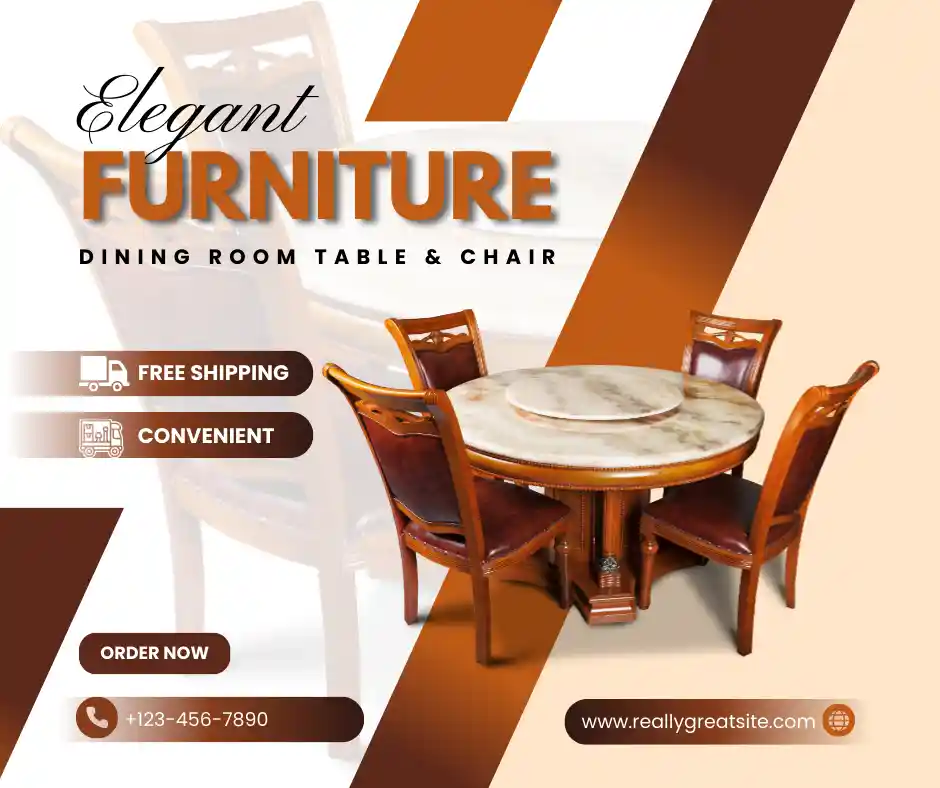 Elegant
FURNITURE
DINING ROOM TABLE & CHAIR
FREE SHIPPING
CONVENIENT
ORDER NOW
+123-456-7890
www.reallygreatsite.com